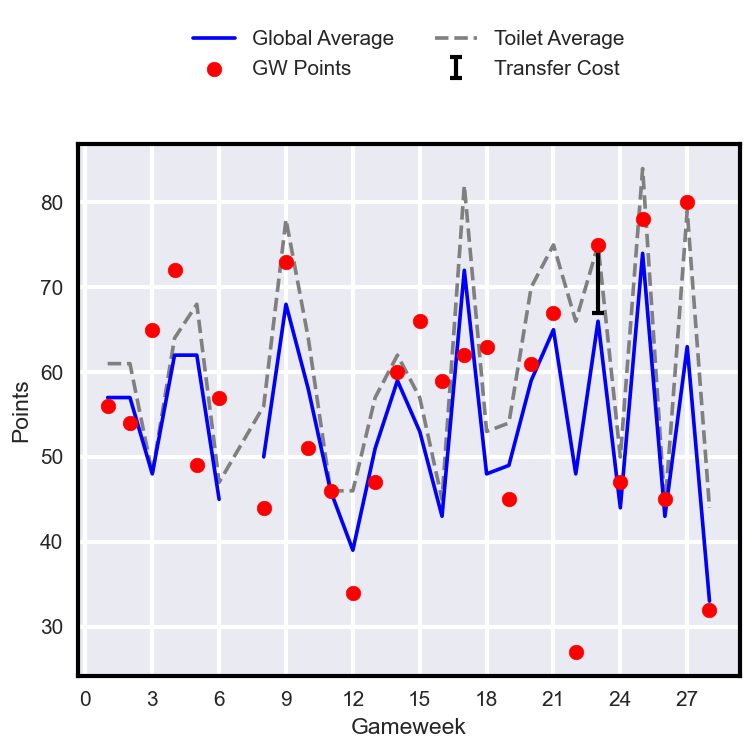 Global Average
Toilet Average
GW Points
Transfer Cost
80
70
60
50
40
30
Points
0 3 6 9 12 15 18 21 24 27
Gameweek